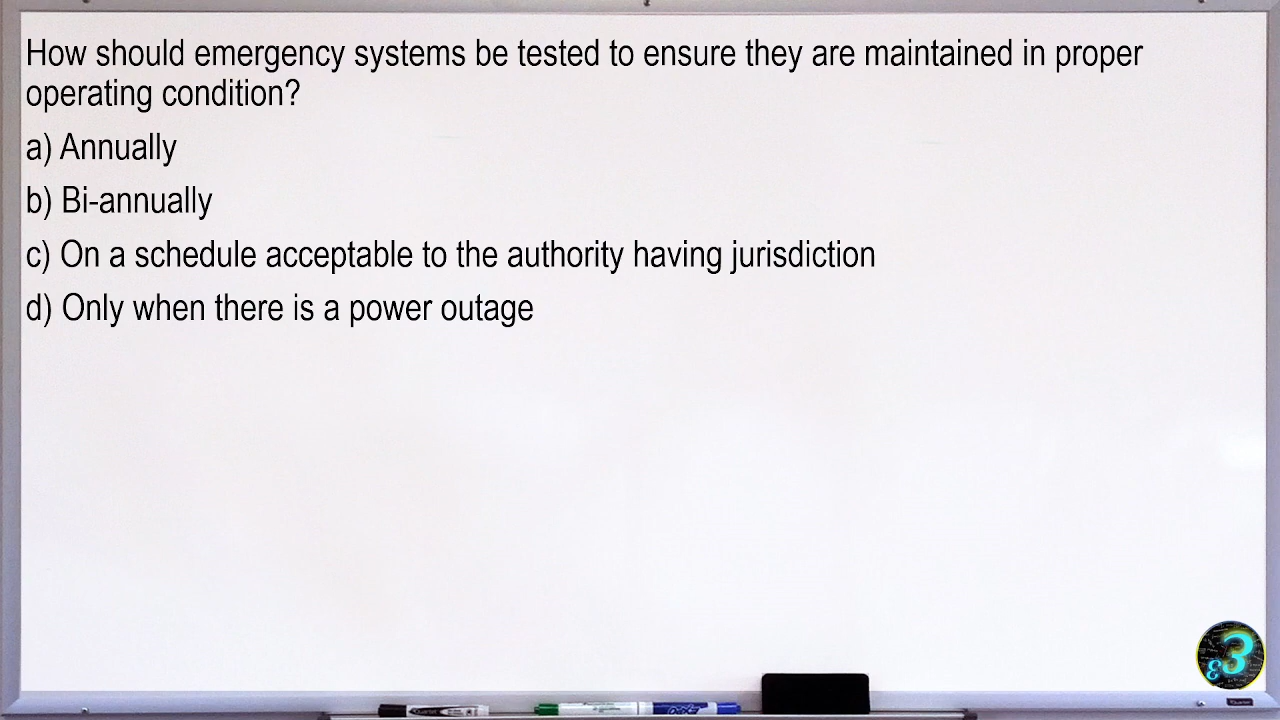 How should emergency systems be tested to ensure they are maintained in proper
operating condition?
a) Annually
b) Bi-annually
c) On a schedule acceptable to the authority having jurisdiction
d) Only when there is a power outage
ε3